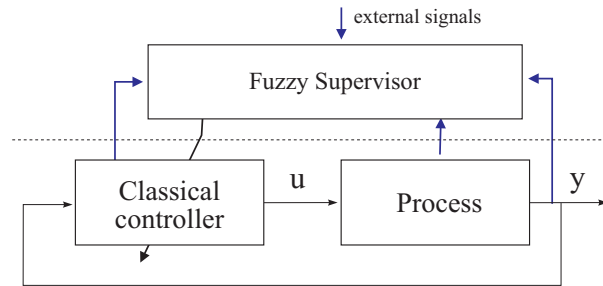 external signals
Fuzzy Supervisor
Classical
controller
u
Process
y